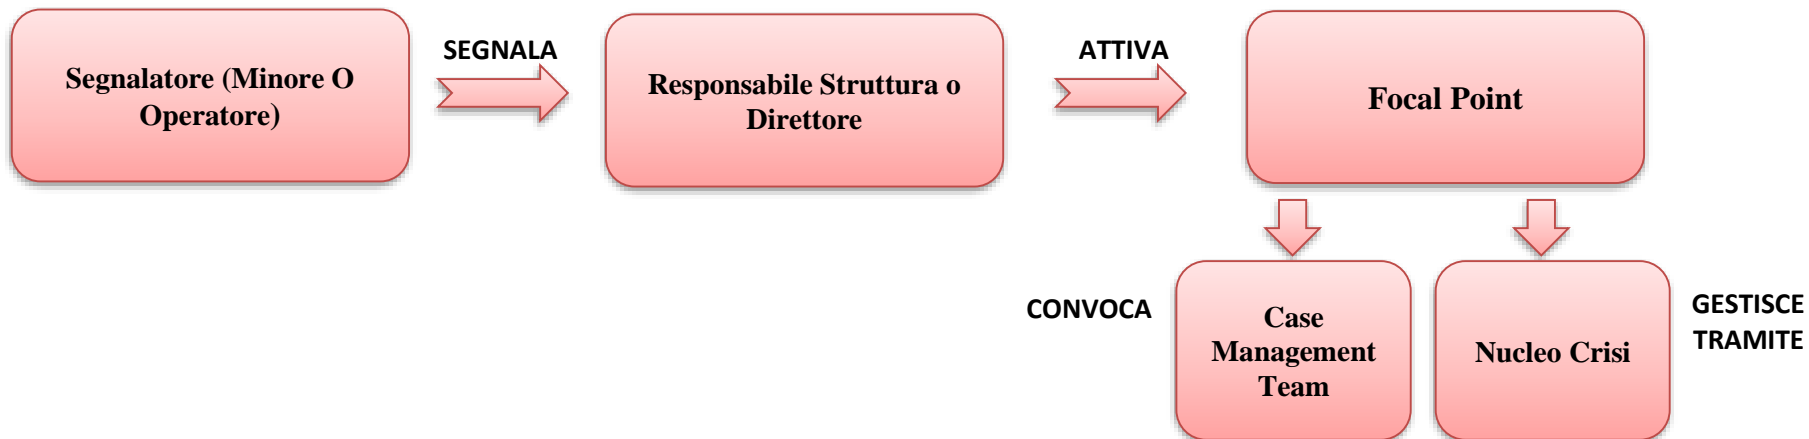 SEGNALA
ATTIVA
Segnalatore (Minore O
Operatore)
Responsabile Struttura o
Direttore
Focal Point
CONVOCA
Case
Management
Team
Nucleo Crisi
GESTISCE
TRAMITE